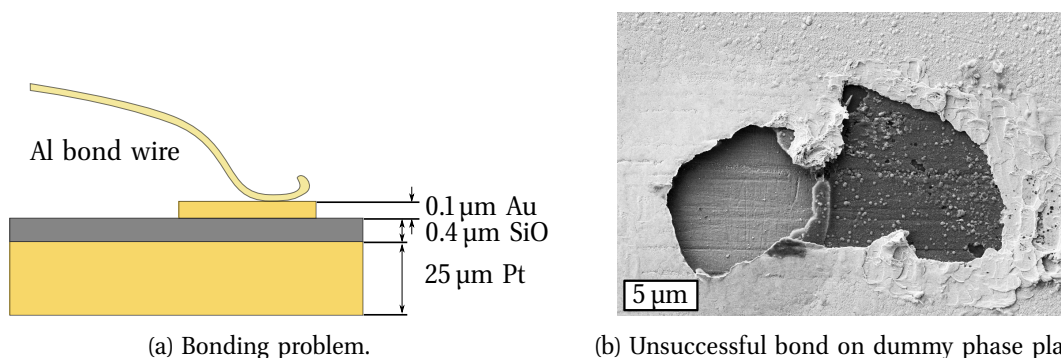 Al bond wire
0.1 µm Au
0.4 µm SiO
25 µm Pt
5 µm
(a) Bonding problem.
(b) Unsuccessful bond on dummy phase pla